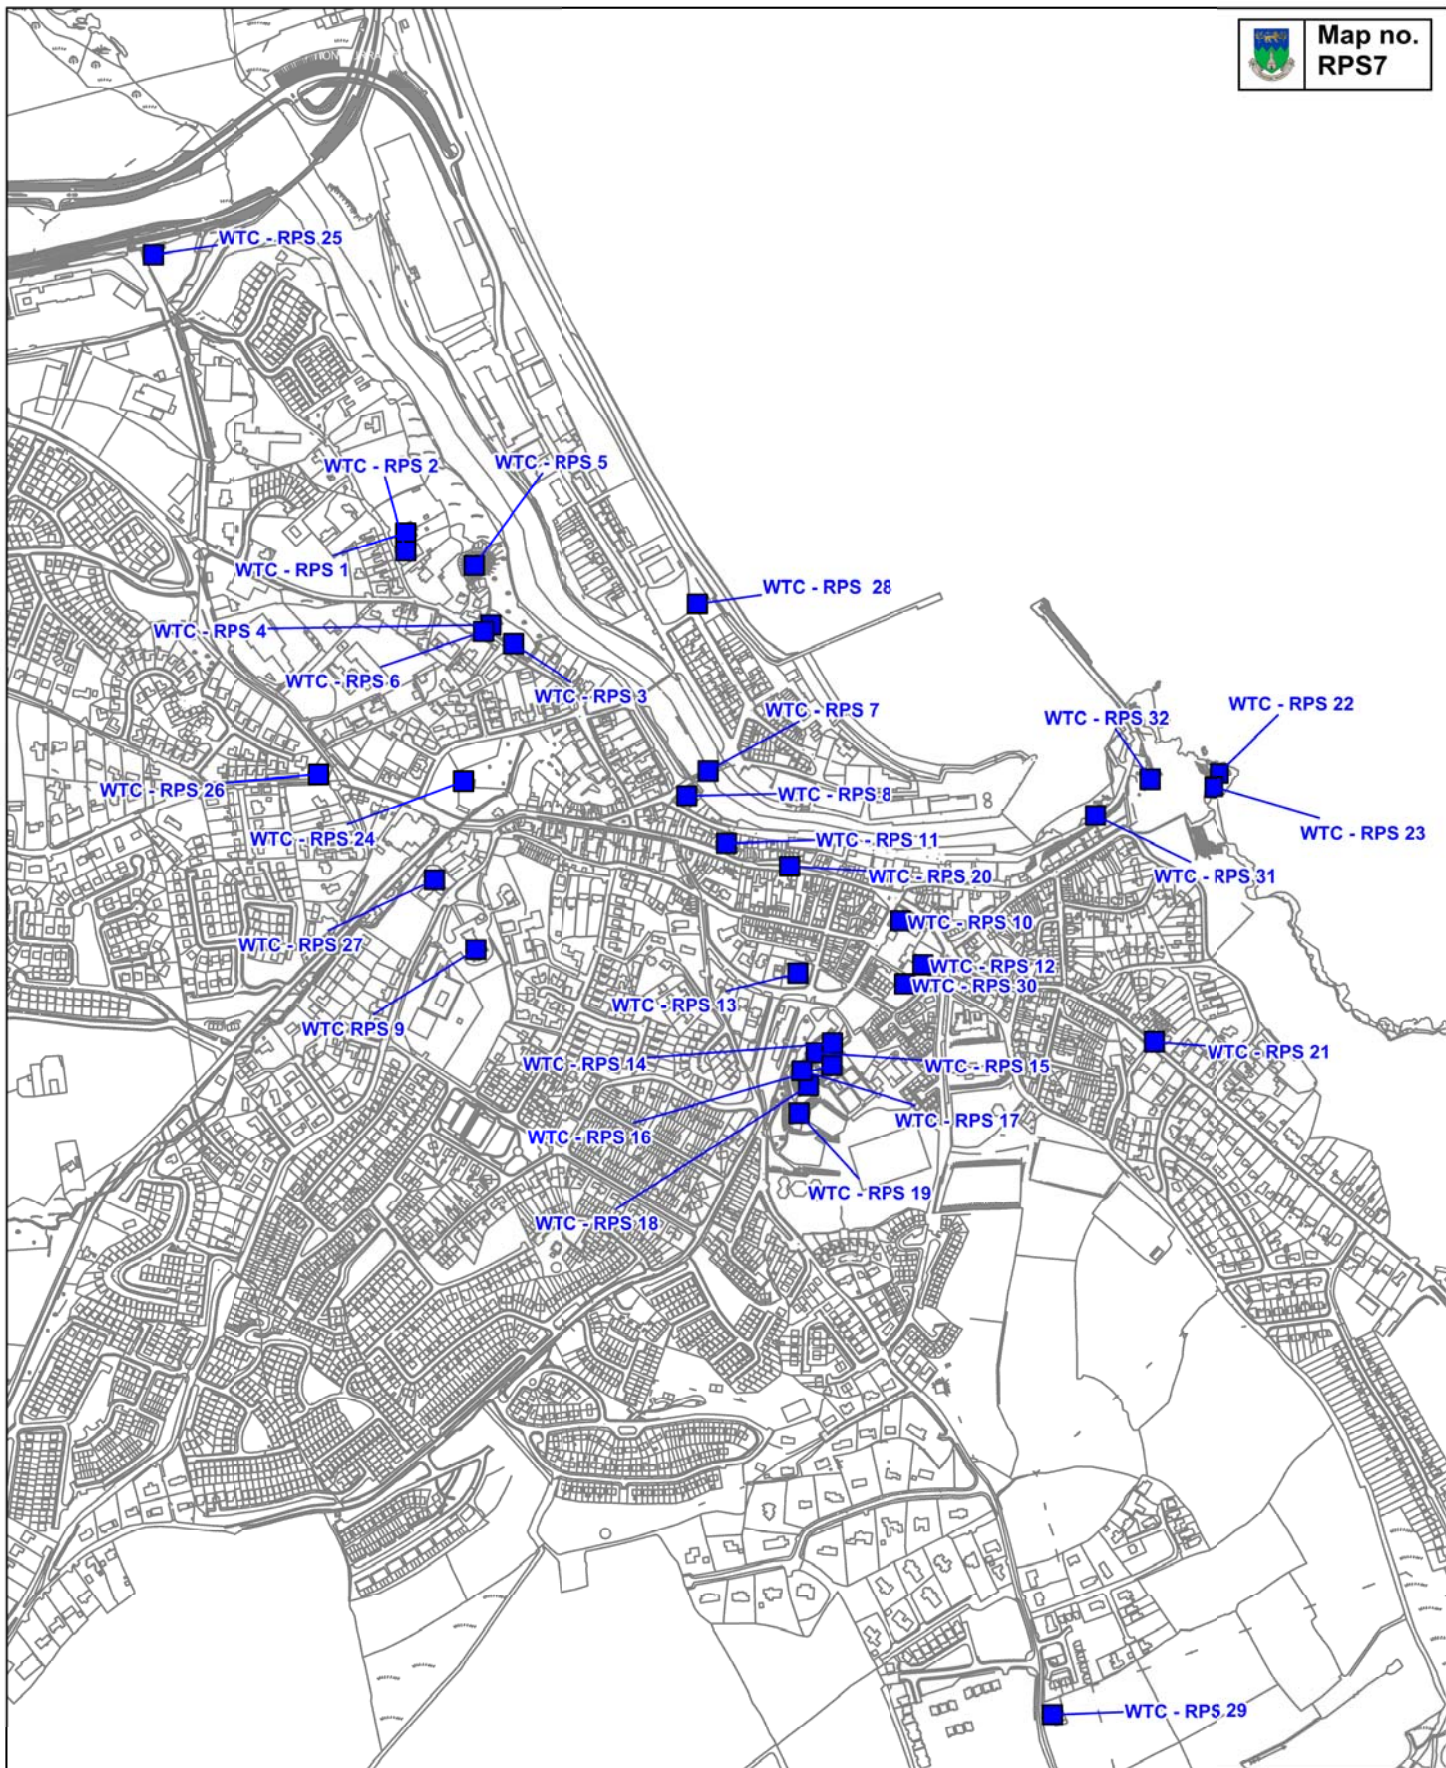 Map no.
RPS7
WTC - RPS 25
WTC - RPS 2
WTC - RPS 5
WTC - RPS 1
WTC - RPS 28
WTC - RPS 4
WTC - RPS 6
WTC - RPS 3
WTC - RPS 7
WTC - RPS 22
WTC - RPS 32
WTC - RPS 26
WTC - RPS 8
WTC - RPS 24
WTC - RPS 11
WTC - RPS 23
WTC - RPS 20
WTC - RPS 31
WTC - RPS 10
WTC - RPS 27
WTC - RPS 12
WTC - RPS 30
WTC - RPS 13
WTC RPS 9
WTC - RPS 21
WTC - RPS 14
WTC - RPS 15
WTC - RPS 17
WTC - RPS 16
WTC - RPS 19
WTC - RPS 18
WTC - RPS 29